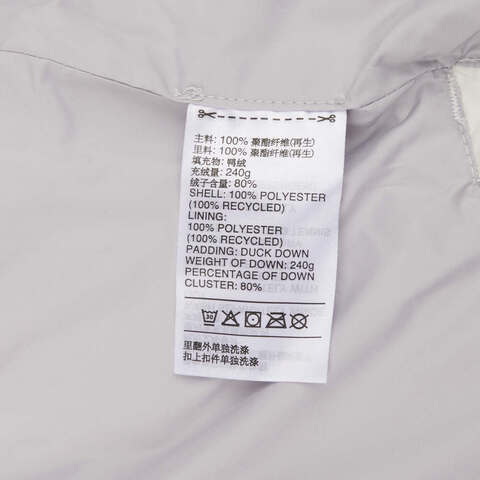 主料: 100% 聚酯纤维(再生)
里料: 100% 聚酯纤维(再生)
填充物: 鸭绒
充绒量: 240g
绒子含量: 80%
SHELL: 100% POLYESTER
(100% RECYCLED)
LINING:
100% POLYESTER
(100% RECYCLED)
PADDING: DUCK DOWN
WEIGHT OF DOWN: 240g
PERCENTAGE OF DOWN
CLUSTER: 80%
30
里翻外单独洗涤
扣上扣件单独洗涤